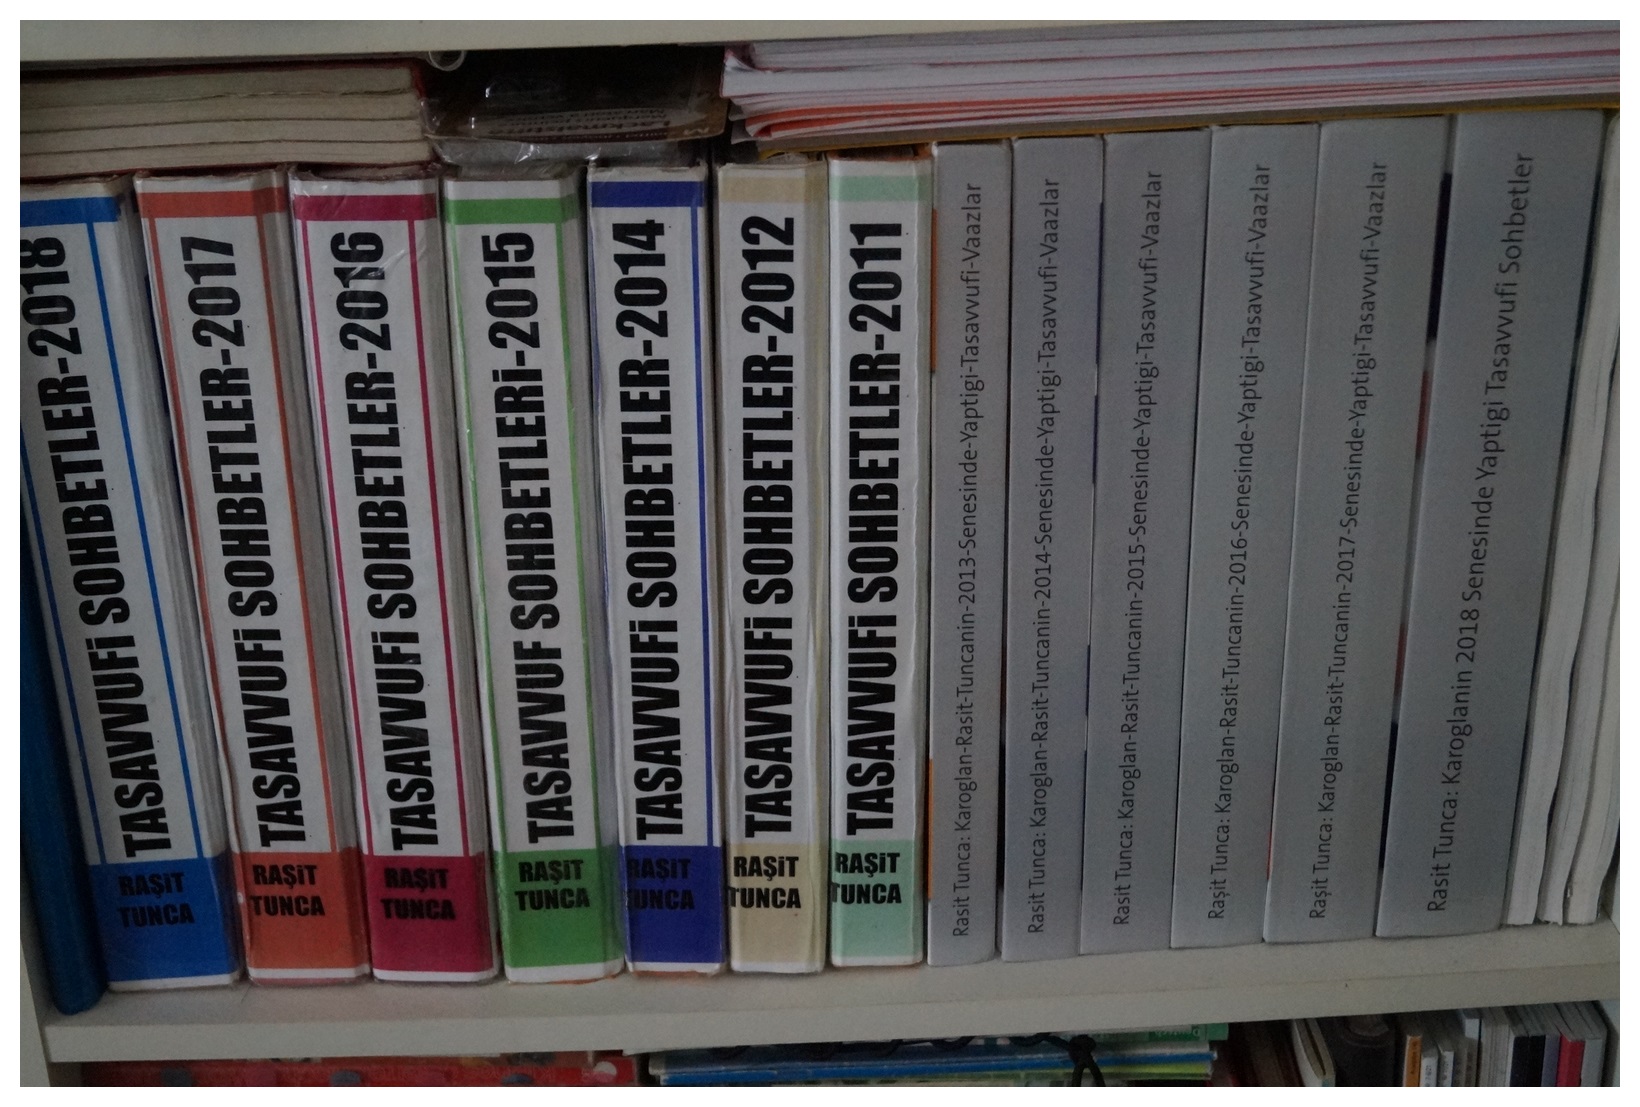 TASAVVUFi SOHBETLER-2018
RAŞiT
TUNCA
TASAVVUFi SOHBETLER-2017
RAŞiT
TUNCA
TASAVVUFi SOHBETLER-2016
RAŞiT
TUNCA
TASAVVUF SOHBETLERi-2015
RAŞiT
TUNCA
TASAVVUFi SOHBETLER-2014
RAŞiT
TUNCA
TASAVVUFi SOHBETLER-2012
RAŞiT
TUNCA
TASAVVUFi SOHBETLER-2011
RAŞiT
TUNCA
Rasit Tunca: Karoglan-Rasit-Tuncanin-2013-Senesinde-Yaptigi-Tasavvufi-Vaazlar
Rasit Tunca: Karoglan-Rasit-Tuncanin-2014-Senesinde-Yaptigi-Tasavvufi-Vaazlar
Rasit Tunca: Karoglan-Rasit-Tuncanin-2015-Senesinde-Yaptigi-Tasavvufi-Vaazlar
Raşit Tunca: Karoglan-Rasit-Tuncanin-2016-Senesinde-Yaptigi-Tasavvufi-Vaazlar
Raşit Tunca: Karoglan-Rasit-Tuncanin-2017-Senesinde-Yaptigi-Tasavvufi-Vaazlar
Rasit Tunca: Karoglanin 2018 Senesinde Yaptigi Tasavvufi Sohbetler